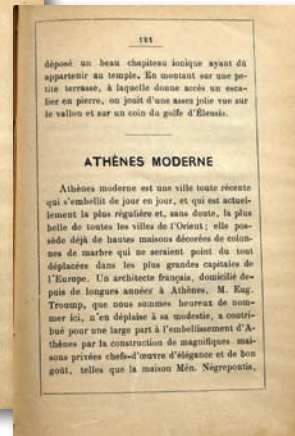 121
déposé un beau chapiteau ionique ayant dû
appartenir au temple. En montant sur une pe-
tite terrasse, à laquelle donne accès un esca-
lier en pierre, on jouit d'une assez jolie vue sur
le vallon et sur un coin du golfe d'Éleusis.
ATHÈNES MODERNE
Athènes moderne est une ville toute récente
qui s'embellit de jour en jour, et qui est actuel-
lement la plus régulière et, sans doute, la plus
belle de toutes les villes de l'Orient; elle pos-
sède déjà de hautes maisons décorées de colon-
nes de marbre qui ne seraient point du tout
déplacées dans les plus grandes capitales de
l'Europe. Un architecte français, domicilié de-
puis de longues années à Athènes, M. Eug.
Troump, que nous sommes heureux de nom-
mer ici, n'en déplaise à sa modestie, a contri-
bué pour une large part à l'embellissement d'A-
thènes par la construction de magnifiques mai-
sons privées chefs-d'œuvre d'élégance et de bon
goût, telles que la maison Mén. Négrepontis,